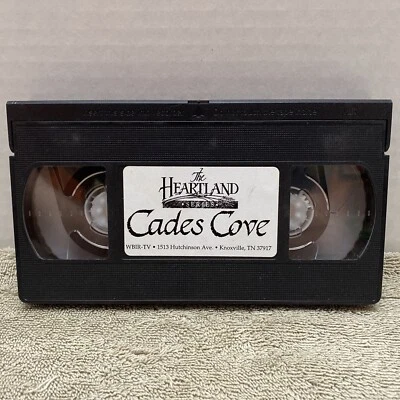 The
HEARTLAND
SERIES
Cades Cove
WBIR-TV • 1513 Hutchinson Ave. • Knoxville, TN 37917